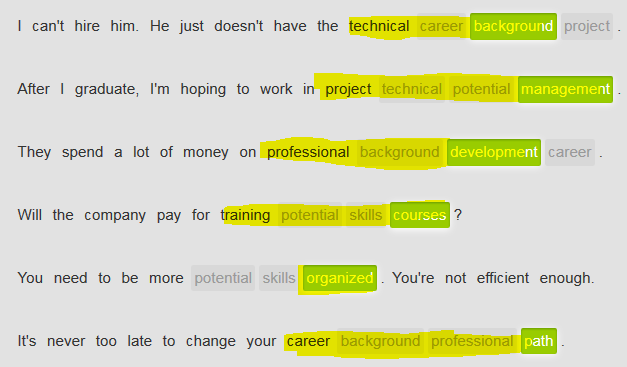 I can't hire him. He just doesn't have the technical career background project .
After I graduate, I'm hoping to work in project technical potential management .
They spend a lot of money on professional background development career .
Will the company pay for training potential skills courses ?
You need to be more potential skills organized . You're not efficient enough.
It's never too late to change your career background professional path .